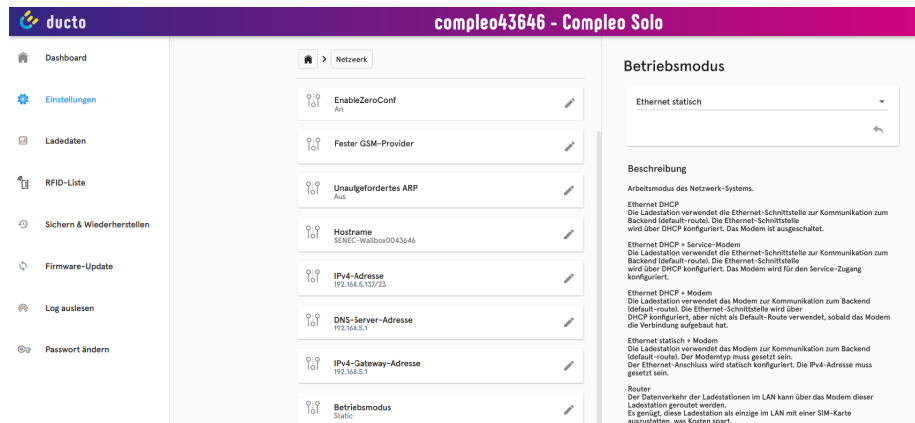 ducto
compleo43646 - Compleo Solo
Dashboard
Einstellungen
Ladedaten
RFID-Liste
Sichern & Wiederherstellen
Firmware-Update
Log auslesen
Passwort ändern
> Netzwerk
EnableZeroConf
An
Fester GSM-Provider
Unaufgefordertes ARP
Aus
Hostname
SENEC-Wallbox0043646
IPv4-Adresse
192.168.5.137/23
DNS-Server-Adresse
192.168.5.1
IPv4-Gateway-Adresse
192.168.5.1
Betriebsmodus
Static
Betriebsmodus
Ethernet statisch
Beschreibung
Arbeitsmodus des Netzwerk-Systems.
Ethernet DHCP
Die Ladestation verwendet die Ethernet-Schnittstelle zur Kommunikation zum
Backend (default-route). Die Ethernet-Schnittstelle
wird über DHCP konfiguriert. Das Modem ist ausgeschaltet.
Ethernet DHCP + Service-Modem
Die Ladestation verwendet die Ethernet-Schnittstelle zur Kommunikation zum
Backend (default-route). Die Ethernet-Schnittstelle
wird über DHCP konfiguriert. Das Modem wird für den Service-Zugang
konfiguriert.
Ethernet DHCP + Modem
Die Ladestation verwendet das Modem zur Kommunikation zum Backend
(default-route). Die Ethernet-Schnittstelle wird über
DHCP konfiguriert, aber nicht als Default-Route verwendet, sobald das Modem
die Verbindung aufgebaut hat.
Ethernet statisch + Modem
Die Ladestation verwendet das Modem zur Kommunikation zum Backend
(default-route). Der Modemtyp muss gesetzt sein.
Der Ethernet-Anschluss wird statisch konfiguriert. Die IPv4-Adresse muss
gesetzt sein.
Router
Der Datenverkehr der Ladestationen im LAN kann über das Modem dieser
Ladestation geroutet werden.
Es genügt, diese Ladestation als einzige im LAN mit einer SIM-Karte
auszustatten, was Kosten spart.